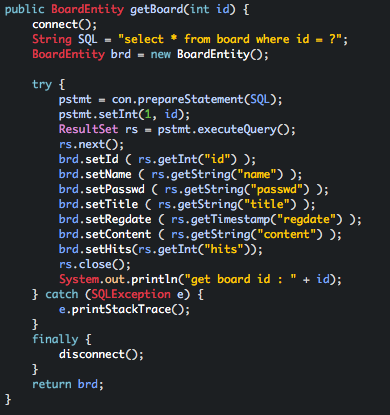 public BoardEntity getBoard(int id) {
    connect();
    String SQL = "select * from board where id = ?";
    BoardEntity brd = new BoardEntity();

    try {
        pstmt = con.prepareStatement(SQL);
        pstmt.setInt(1, id);
        ResultSet rs = pstmt.executeQuery();
        rs.next();
        brd.setId ( rs.getInt("id") );
        brd.setName ( rs.getString("name") );
        brd.setPasswd ( rs.getString("passwd") );
        brd.setTitle ( rs.getString("title") );
        brd.setRegdate ( rs.getTimestamp("regdate") );
        brd.setContent ( rs.getString("content") );
        brd.setHits(rs.getInt("hits"));
        rs.close();
        System.out.println("get board id : " + id);
    } catch (SQLException e) {
        e.printStackTrace();
    }
    finally {
        disconnect();
    }
    return brd;
}